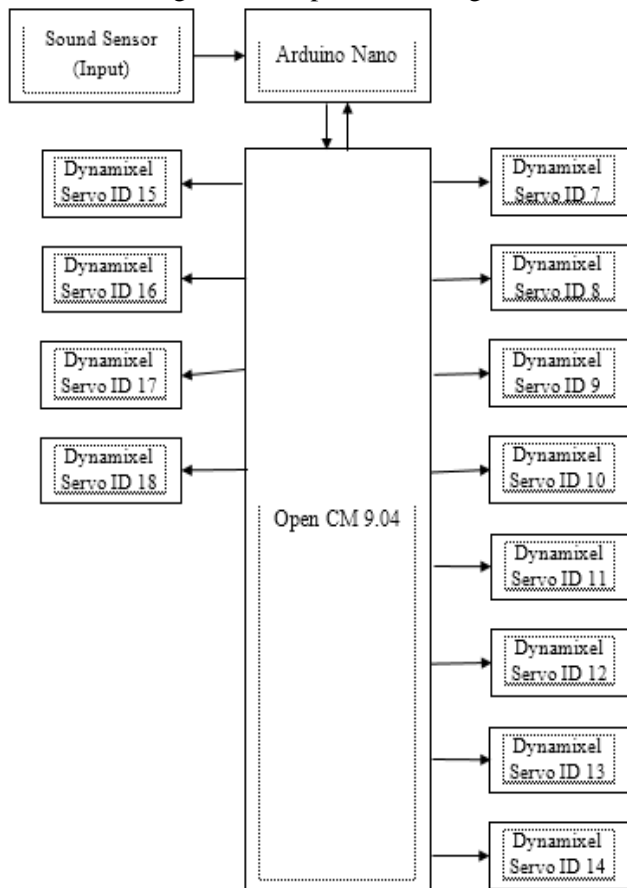 Sound Sensor
(Input)
Arduino Nano
Dynamixel
Servo ID 15
Dynamixel
Servo ID 16
Dynamixel
Servo ID 17
Dynamixel
Servo ID 18
Open CM 9.04
Dynamixel
Servo ID 7
Dynamixel
Servo ID 8
Dynamixel
Servo ID 9
Dynamixel
Servo ID 10
Dynamixel
Servo ID 11
Dynamixel
Servo ID 12
Dynamixel
Servo ID 13
Dynamixel
Servo ID 14